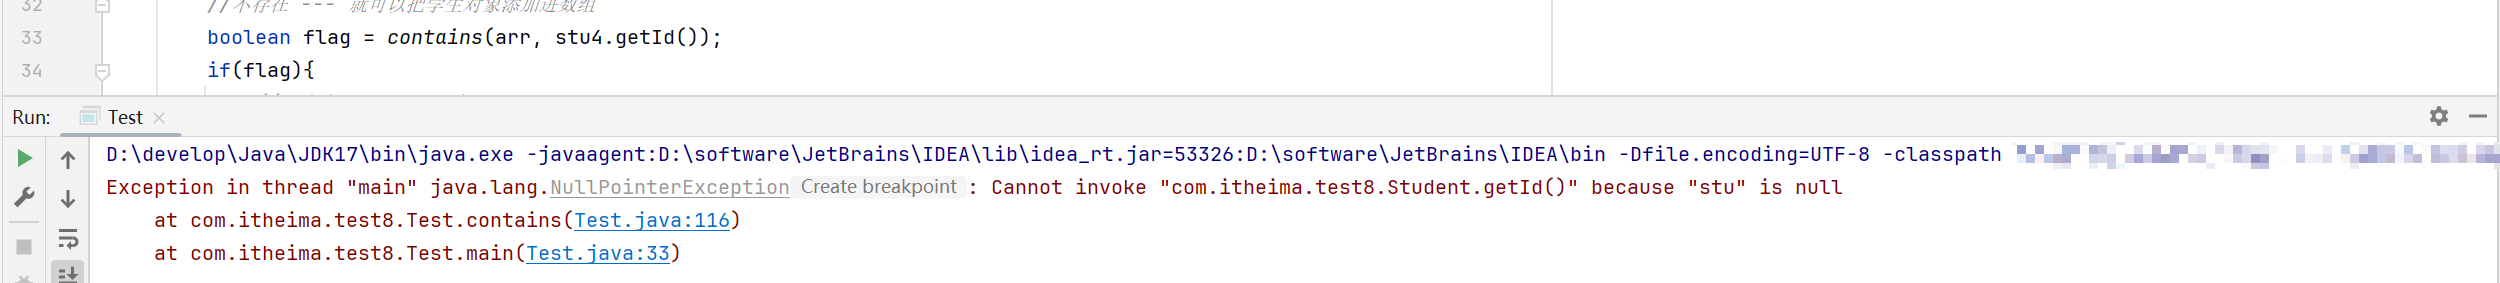 32 //不存在 --- 就可以把学生对象添加进数组
33 boolean flag = contains(arr, stu4.getId());
34 if(flag){
Run: Test
D:\develop\Java\JDK17\bin\java.exe -javaagent:D:\software\JetBrains\IDEA\lib\idea_rt.jar=53326:D:\software\JetBrains\IDEA\bin -Dfile.encoding=UTF-8 -classpath
Exception in thread "main" java.lang.NullPointerException Create breakpoint : Cannot invoke "com.itheima.test8.Student.getId()" because "stu" is null
at com.itheima.test8.Test.contains(Test.java:116)
at com.itheima.test8.Test.main(Test.java:33)